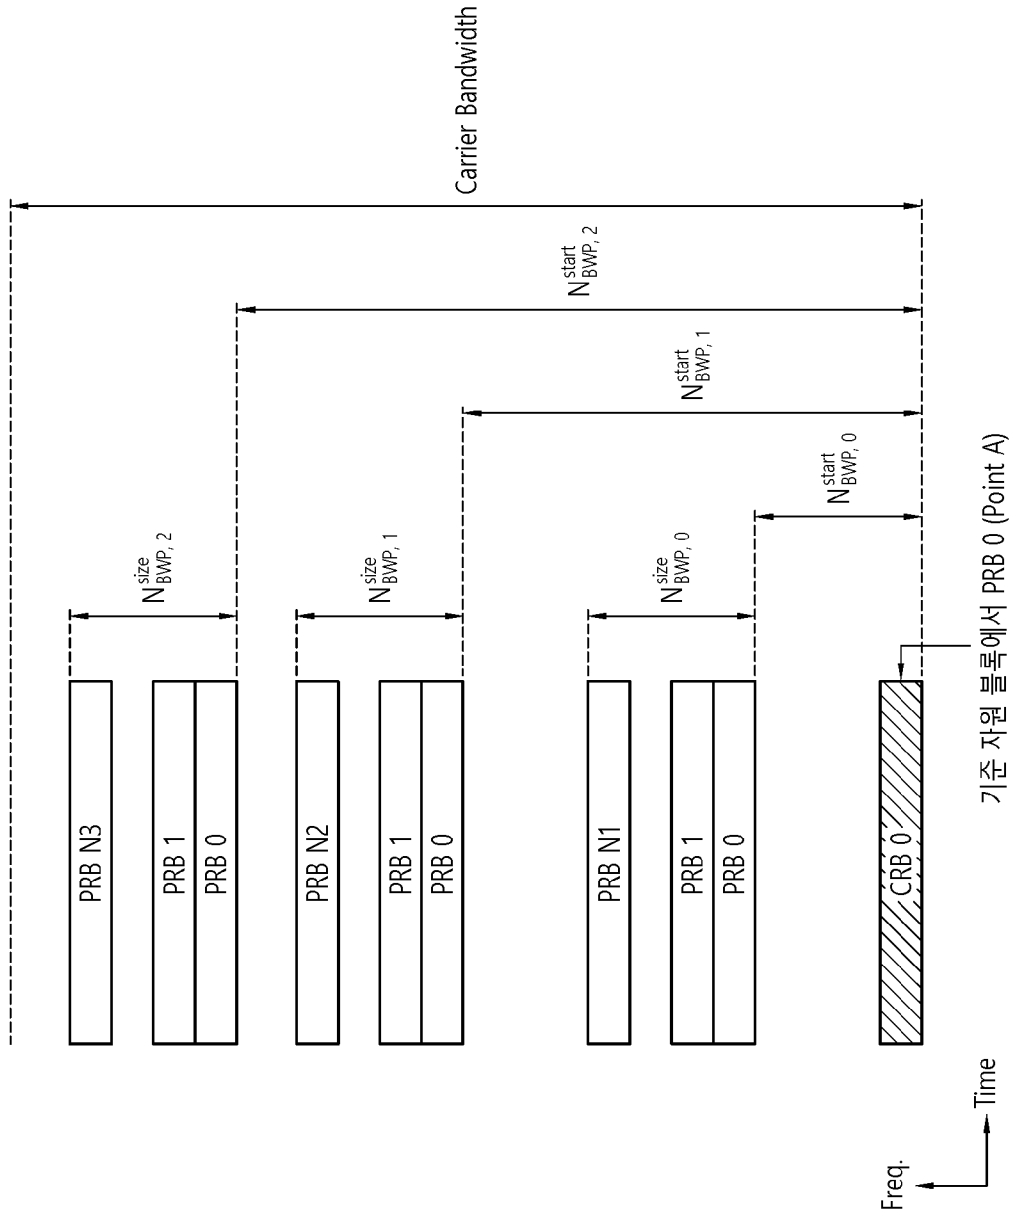 Carrier Bandwidth
N^start_BWP, 2
N^start_BWP, 1
N^start_BWP, 0
N^size_BWP, 2
N^size_BWP, 1
N^size_BWP, 0
PRB N3
PRB 1
PRB 0
PRB N2
PRB 1
PRB 0
PRB N1
PRB 1
PRB 0
CRB 0
기준 자원 블록에서 PRB 0 (Point A)
Freq.
Time